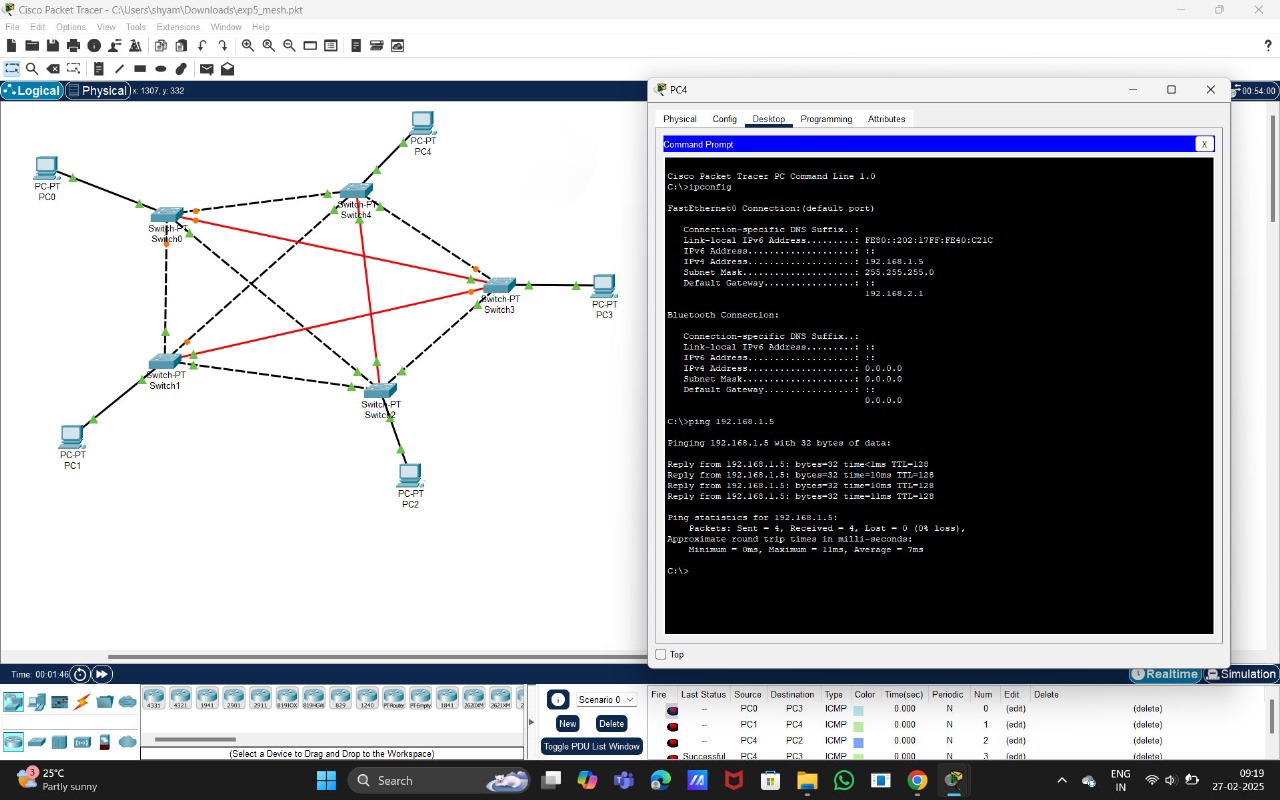 Cisco Packet Tracer - C:\Users\shyam\Downloads\exp5_mesh.pkt
File Edit Options View Tools Extensions Window Help
?
Logical Physical x: 1307, y: 332
00:54:00
PC-PT
PC4
PC-PT
PC0
Switch-PT
Switch4
Switch-PT
Switch0
Switch-PT
Switch3
PC-PT
PC3
Switch-PT
Switch1
Switch-PT
Switch2
PC-PT
PC1
PC-PT
PC2
PC4
Physical Config Desktop Programming Attributes
Command Prompt
X
Cisco Packet Tracer PC Command Line 1.0
C:\>ipconfig
FastEthernet0 Connection:(default port)
Connection-specific DNS Suffix..:
Link-local IPv6 Address.........: FE80::202:17FF:FE40:C21C
IPv6 Address....................: ::
IPv4 Address....................: 192.168.1.5
Subnet Mask.....................: 255.255.255.0
Default Gateway.................: ::
192.168.2.1
Bluetooth Connection:
Connection-specific DNS Suffix..:
Link-local IPv6 Address.........: ::
IPv6 Address....................: ::
IPv4 Address....................: 0.0.0.0
Subnet Mask.....................: 0.0.0.0
Default Gateway.................: ::
0.0.0.0
C:\>ping 192.168.1.5
Pinging 192.168.1.5 with 32 bytes of data:
Reply from 192.168.1.5: bytes=32 time<1ms TTL=128
Reply from 192.168.1.5: bytes=32 time=10ms TTL=128
Reply from 192.168.1.5: bytes=32 time=10ms TTL=128
Reply from 192.168.1.5: bytes=32 time=11ms TTL=128
Ping statistics for 192.168.1.5:
Packets: Sent = 4, Received = 4, Lost = 0 (0% loss),
Approximate round trip times in milli-seconds:
Minimum = 0ms, Maximum = 11ms, Average = 7ms
C:\>
Top
Time: 00:01:46
Realtime Simulation
4331 4321 1941 2901 2911 819IOX 819HGW 829 1240 PT-Router PT-Empty 1841 2620XM 2621XM
(Select a Device to Drag and Drop to the Workspace)
Scenario 0
New Delete
Toggle PDU List Window
Fire Last Status Source Destination Type Color Time(sec) Periodic Num Edit Delete
-- PC0 PC3 ICMP 0.000 N 0 (edit) (delete)
-- PC1 PC4 ICMP 0.000 N 1 (edit) (delete)
-- PC4 PC2 ICMP 0.000 N 2 (edit) (delete)
Successful PC4 PC3 ICMP 0.000 N 3 (edit) (delete)
3
25°C
Partly sunny
Search
ENG
IN
09:19
27-02-2025